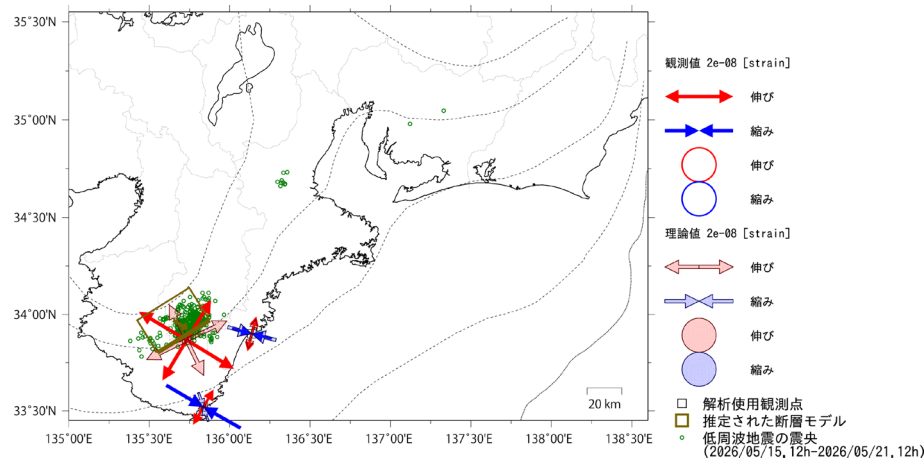 35°30'N
35°00'N
34°30'N
34°00'N
33°30'N
135°00'E
135°30'E
136°00'E
136°30'E
137°00'E
137°30'E
138°00'E
138°30'E
20 km
観測値 2e-08 [strain]
伸び
縮み
伸び
縮み
理論値 2e-08 [strain]
伸び
縮み
伸び
縮み
解析使用観測点
推定された断層モデル
低周波地震の震央
(2026/05/15,12h-2026/05/21,12h)